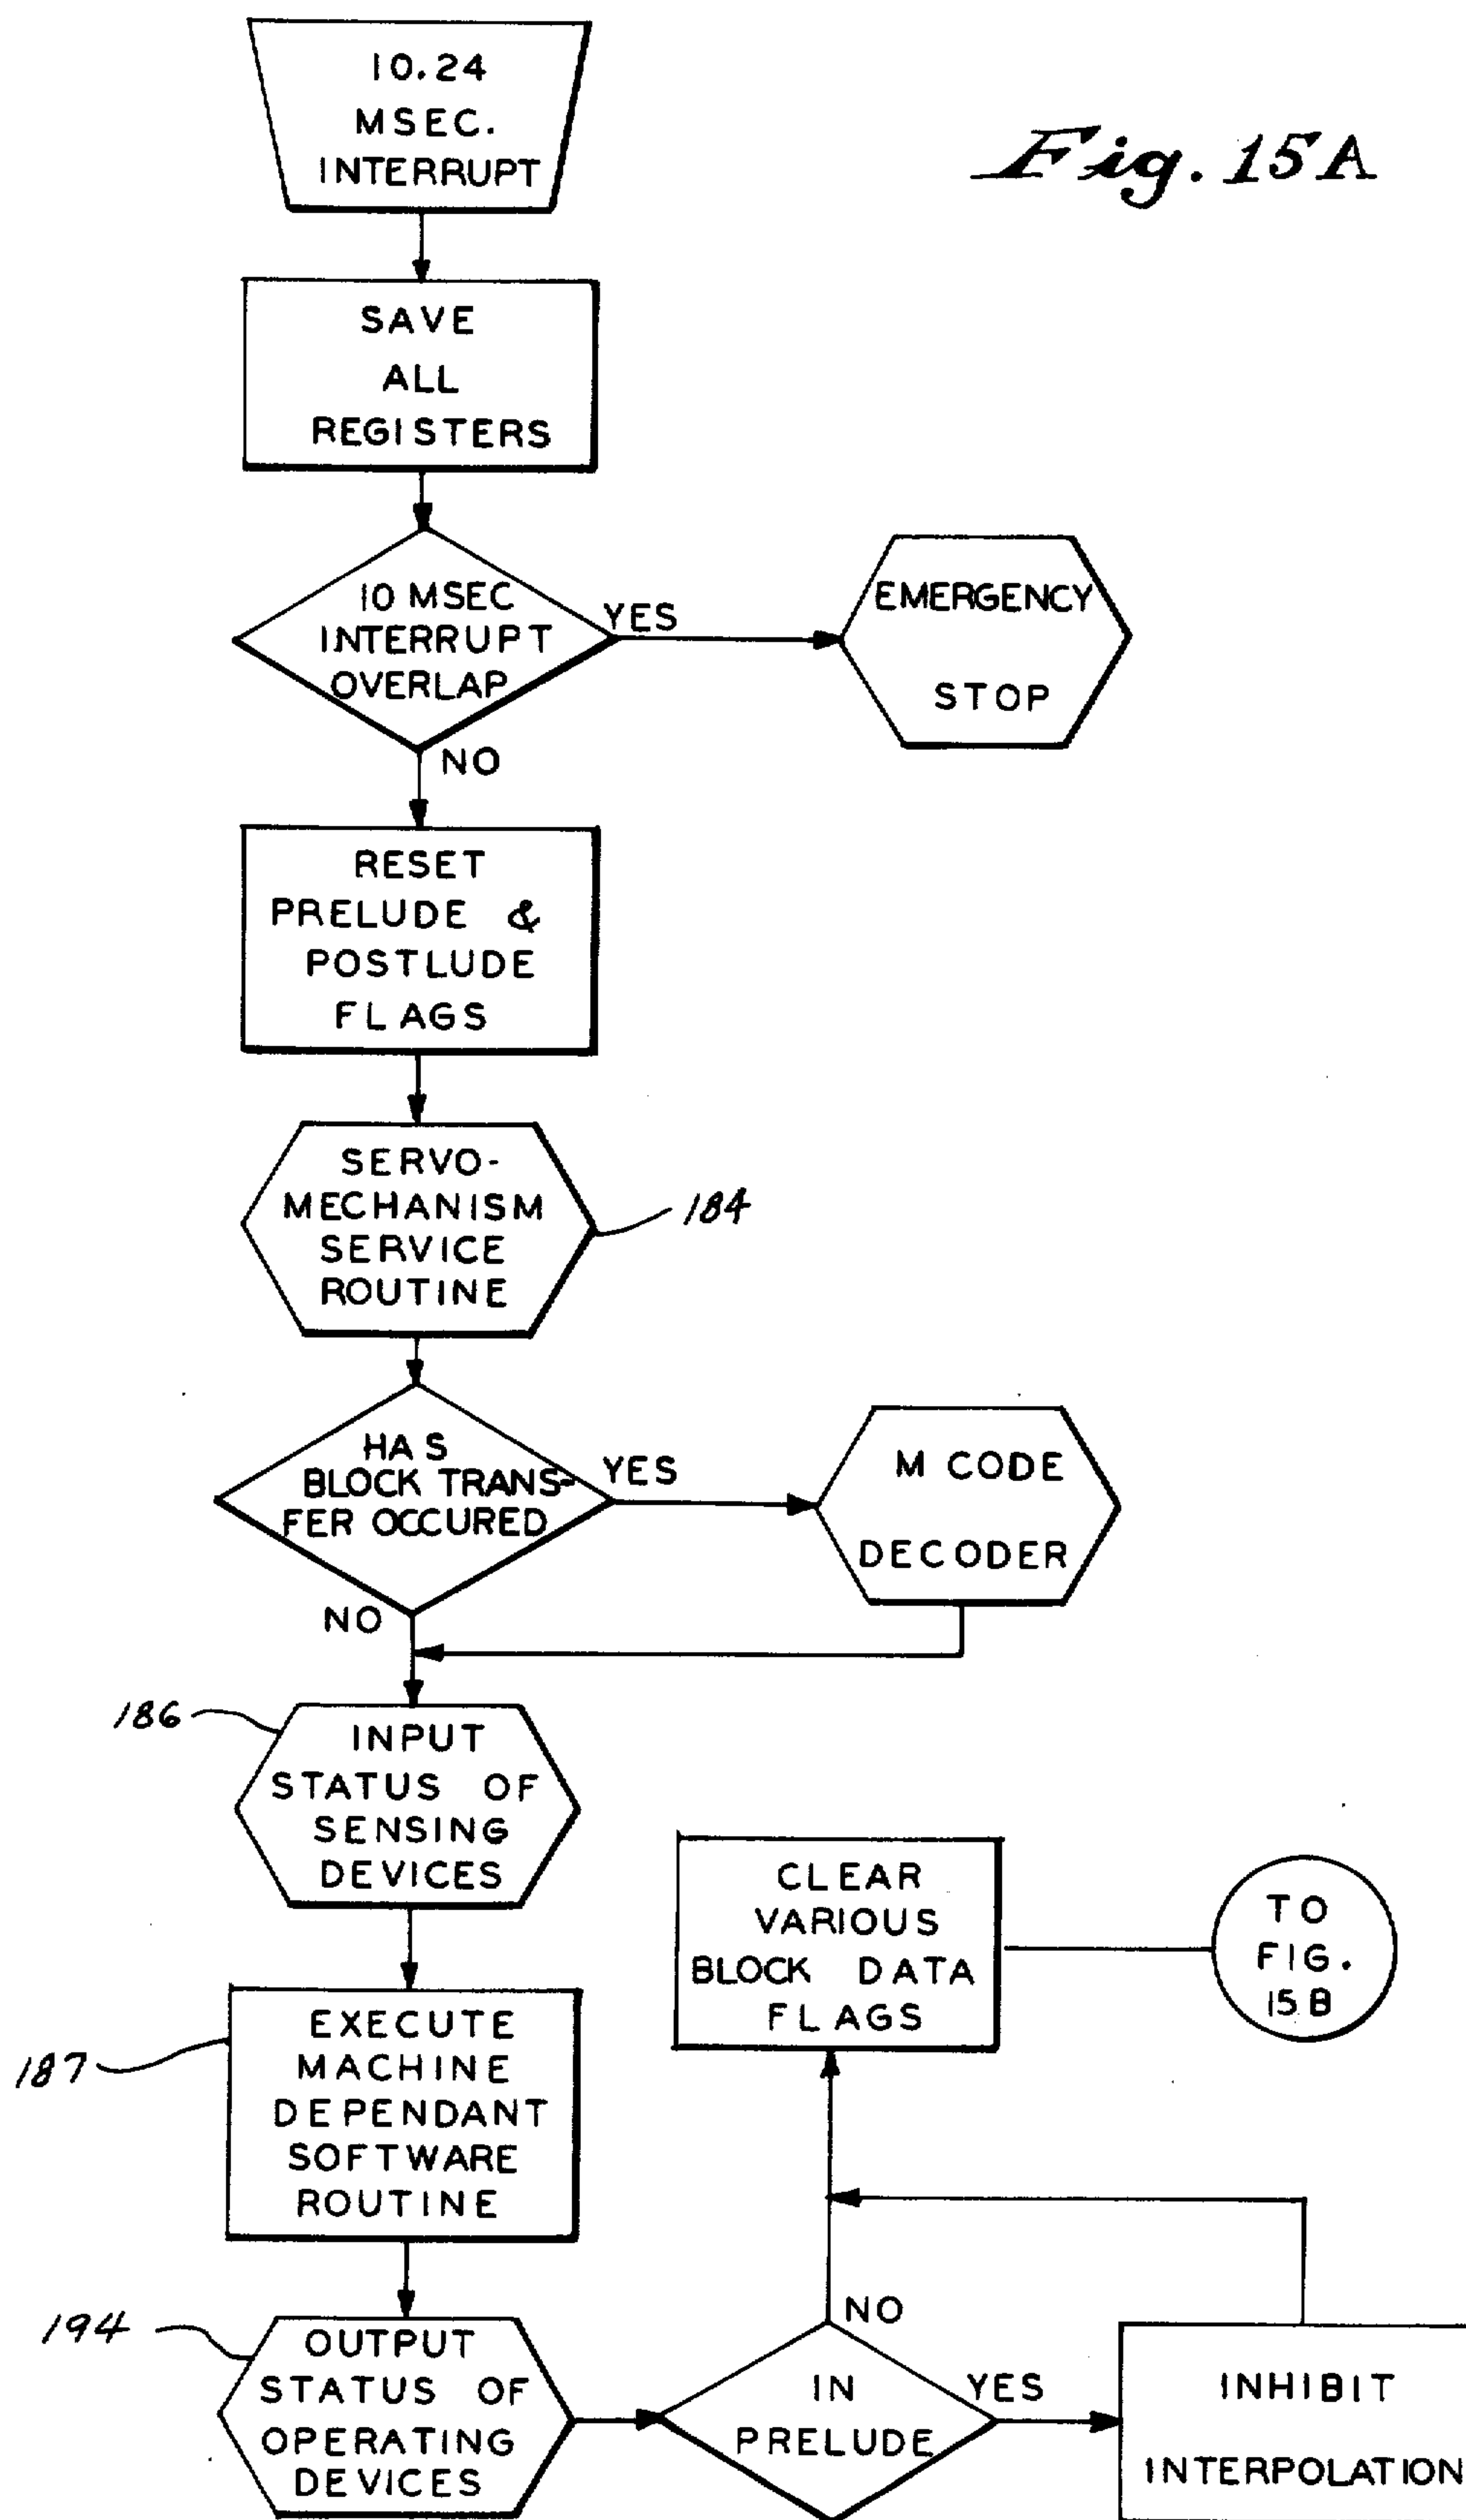 10.24
MSEC.
INTERRUPT
Fig. 15A
SAVE
ALL
REGISTERS
10 MSEC
INTERRUPT
OVERLAP
YES
EMERGENCY
STOP
NO
RESET
PRELUDE &
POSTLUDE
FLAGS
SERVO-
MECHANISM
SERVICE
ROUTINE
184
HAS
BLOCK TRANS-
FER OCCURED
YES
M CODE
DECODER
NO
186
INPUT
STATUS OF
SENSING
DEVICES
CLEAR
VARIOUS
BLOCK DATA
FLAGS
TO
FIG.
15B
187
EXECUTE
MACHINE
DEPENDANT
SOFTWARE
ROUTINE
194
OUTPUT
STATUS OF
OPERATING
DEVICES
NO
IN
PRELUDE
YES
INHIBIT
INTERPOLATION